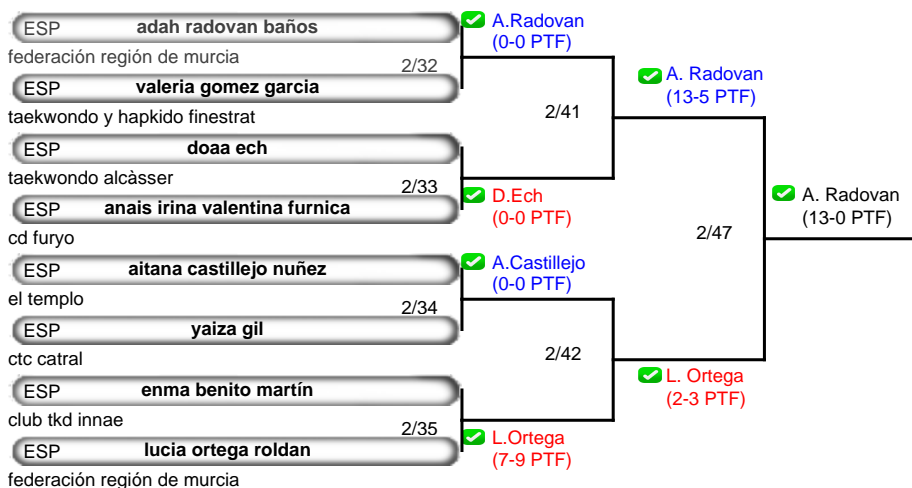 ESP adah radovan baños
federación región de murcia
2/32
ESP valeria gomez garcia
taekwondo y hapkido finestrat
A.Radovan
(0-0 PTF)
ESP doaa ech
taekwondo alcàsser
2/33
ESP anais irina valentina furnica
cd furyo
D.Ech
(0-0 PTF)
2/41
A. Radovan
(13-5 PTF)
ESP aitana castillejo nuñez
el templo
2/34
ESP yaiza gil
ctc catral
A.Castillejo
(0-0 PTF)
ESP enma benito martín
club tkd innae
2/35
ESP lucia ortega roldan
federación región de murcia
L.Ortega
(7-9 PTF)
2/42
L. Ortega
(2-3 PTF)
2/47
A. Radovan
(13-0 PTF)